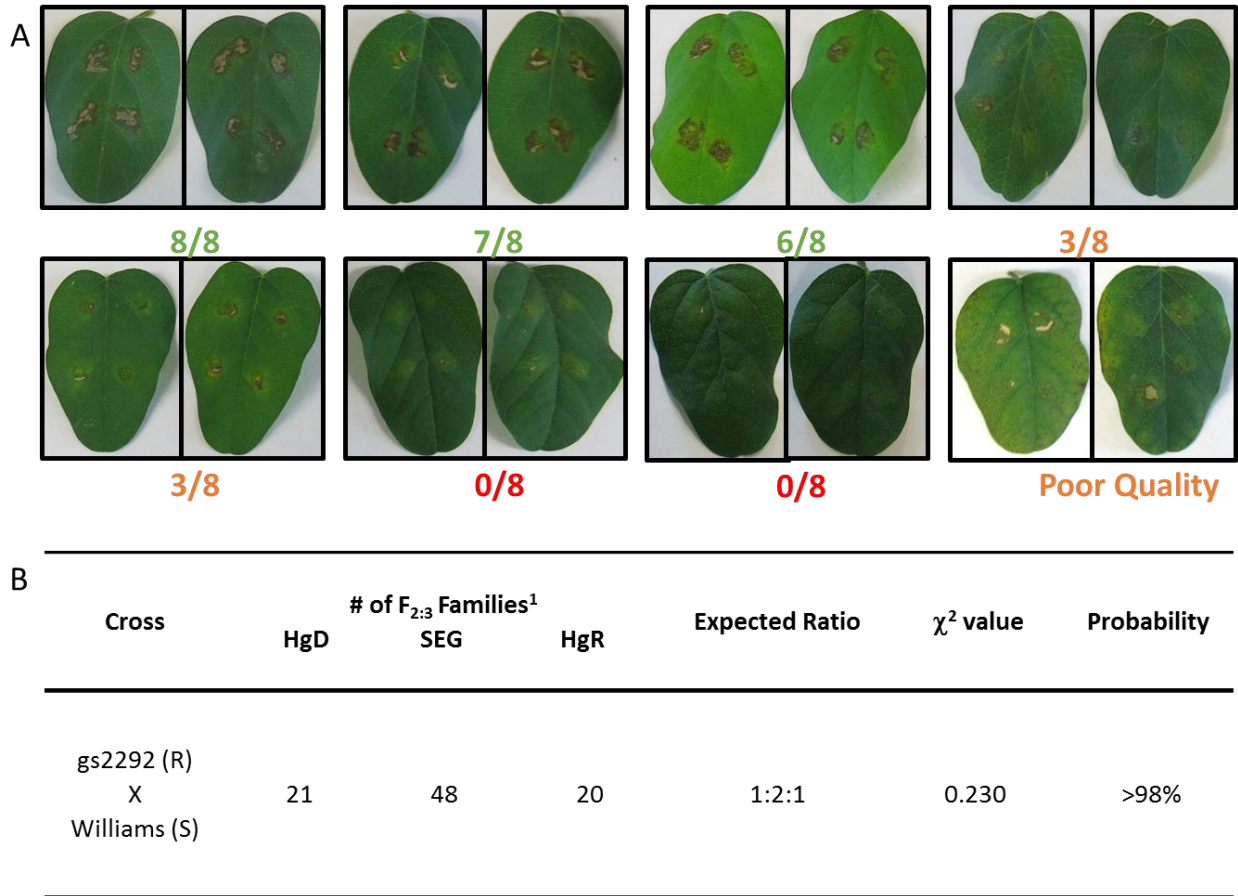 A
8/8
7/8
6/8
3/8
3/8
0/8
0/8
Poor Quality
B
Cross
# of F2:3 Families1
HgD
SEG
HgR
Expected Ratio
χ2 value
Probability
gs2292 (R)
X
Williams (S)
21
48
20
1:2:1
0.230
>98%